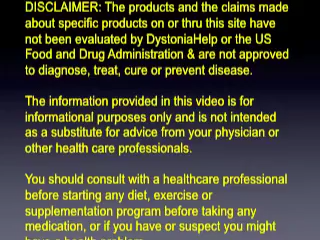 DISCLAIMER: The products and the claims made
about specific products on or thru this site have
not been evaluated by DystoniaHelp or the US
Food and Drug Administration & are not approved
to diagnose, treat, cure or prevent disease.
The information provided in this video is for
informational purposes only and is not intended
as a substitute for advice from your physician or
other health care professionals.
You should consult with a healthcare professional
before starting any diet, exercise or
supplementation program before taking any
medication, or if you have or suspect you might
have a health problem